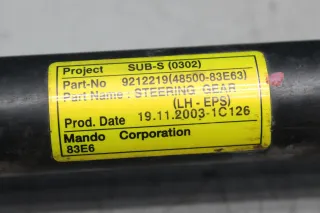 Project SUB-S (0302)
Part-No 9212219(48500-83E63)
Part Name : STEERING GEAR
(LH-EPS)
Prod. Date 19.11.2003-1C126
Mando Corporation
83E6